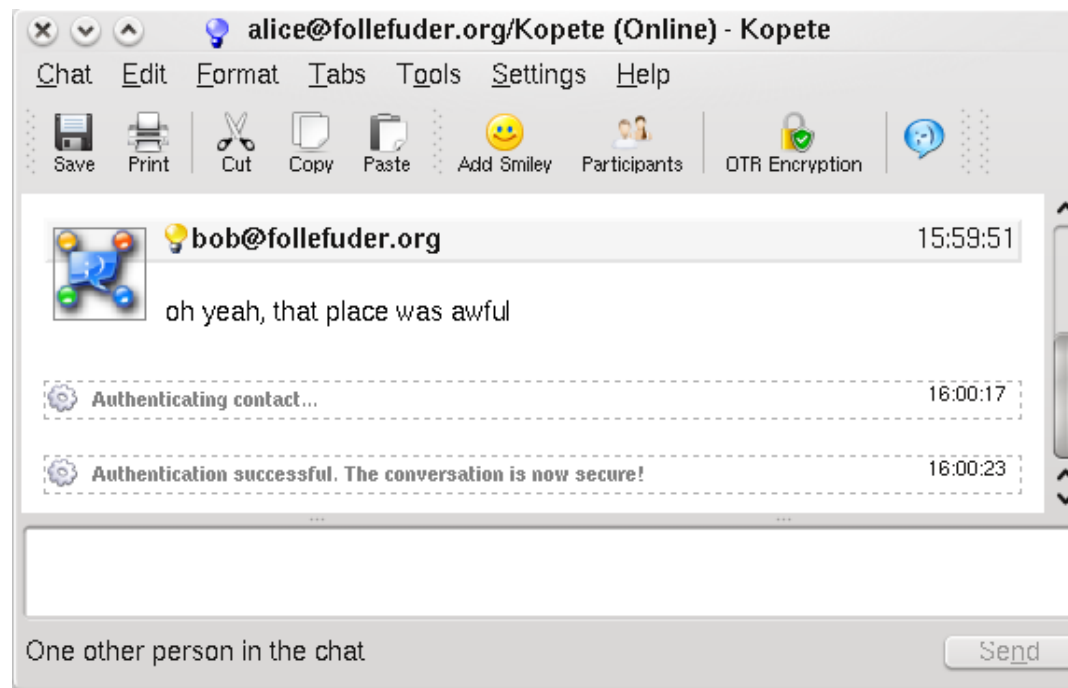 alice@follefuder.org/Kopete (Online) - Kopete
Chat Edit Format Tabs Tools Settings Help
Save Print Cut Copy Paste Add Smiley Participants OTR Encryption
bob@follefuder.org 15:59:51
oh yeah, that place was awful
Authenticating contact... 16:00:17
Authentication successful. The conversation is now secure! 16:00:23
One other person in the chat Send